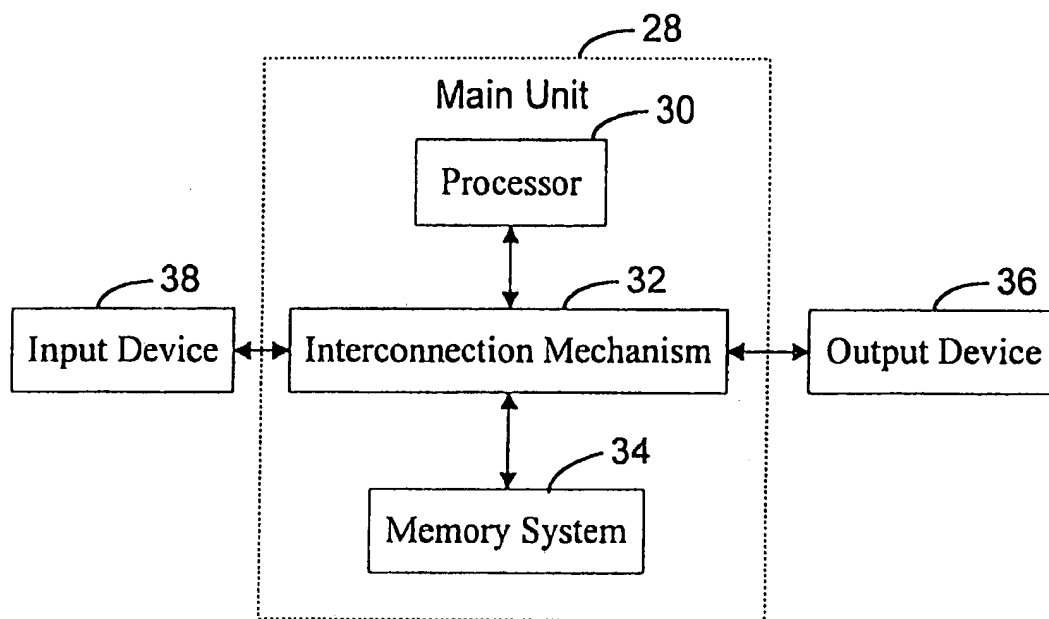 28
Main Unit
30
Processor
38
32
36
Input Device
Interconnection Mechanism
Output Device
34
Memory System